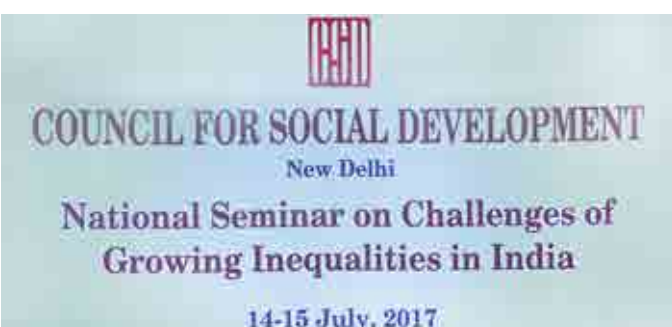 COUNCIL FOR SOCIAL DEVELOPMENT
New Delhi
National Seminar on Challenges of
Growing Inequalities in India
14-15 July, 2017